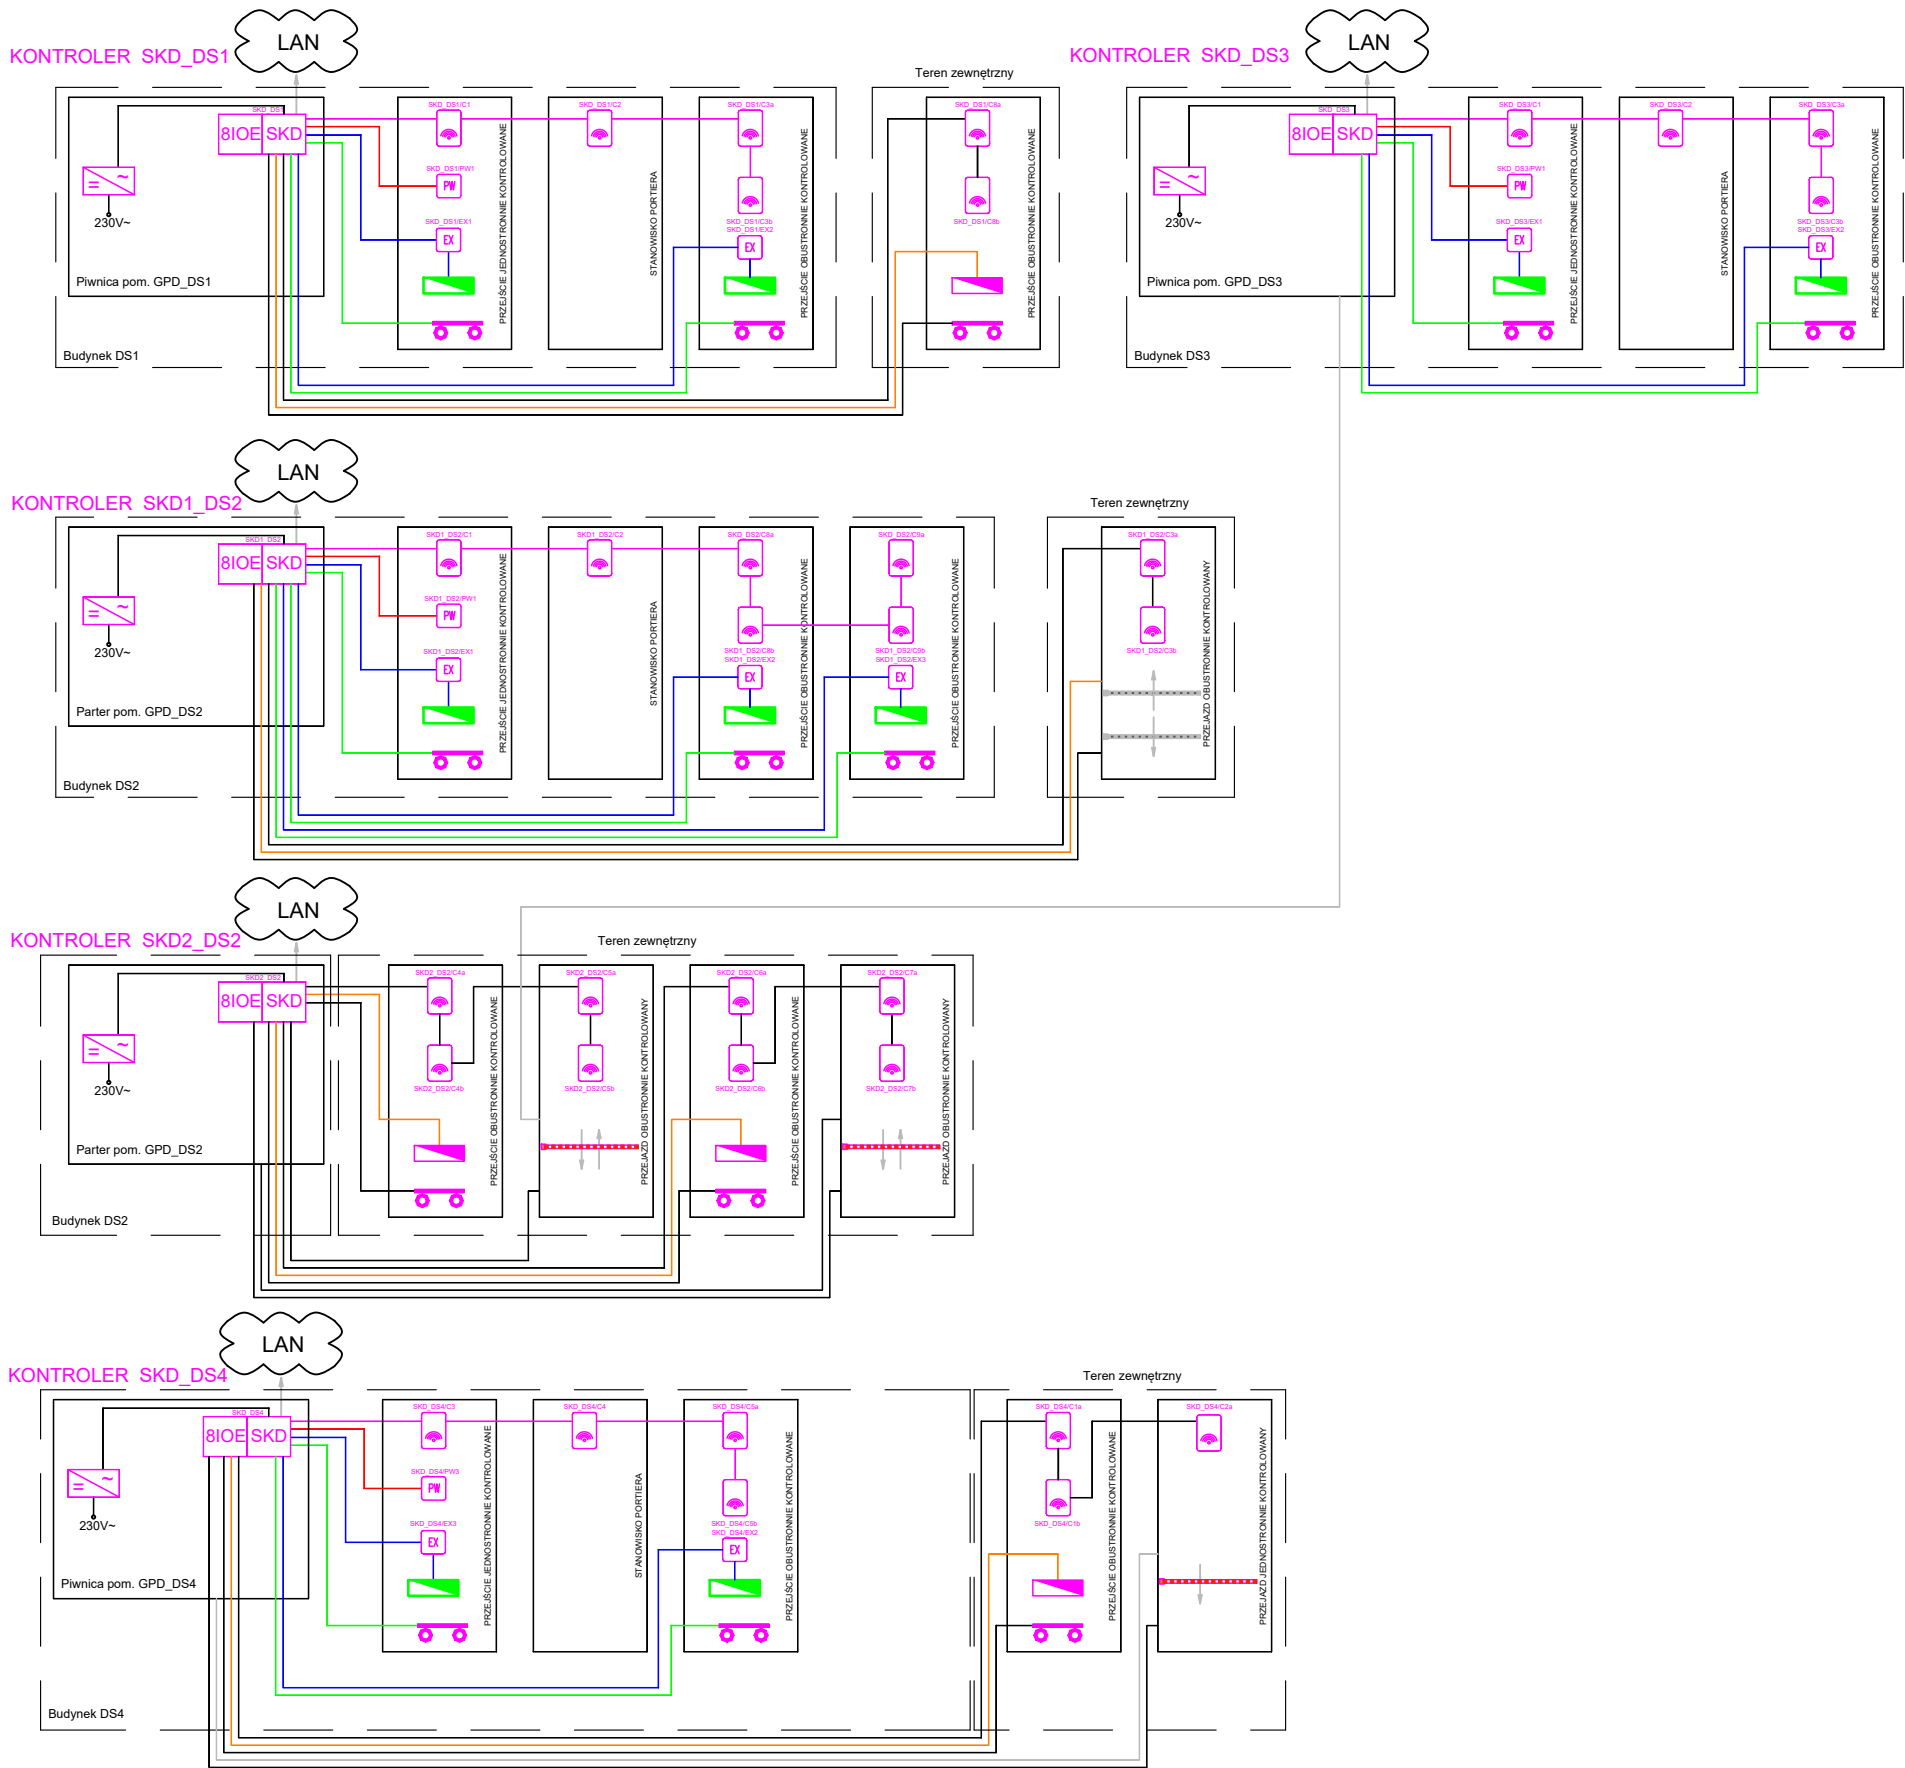 KONTROLER SKD_DS1
LAN
Teren zewnętrzny
SKD_DS1
8IOE
SKD
230V~
Piwnica pom. GPD_DS1
Budynek DS1
SKD_DS1/C1
SKD_DS1/PW1
PW
SKD_DS1/EX1
EX
PRZEJŚCIE JEDNOSTRONNIE KONTROLOWANE
SKD_DS1/C2
STANOWISKO PORTIERA
SKD_DS1/C3a
SKD_DS1/C3b
SKD_DS1/EX2
EX
PRZEJŚCIE OBUSTRONNIE KONTROLOWANE
SKD_DS1/C8a
SKD_DS1/C8b
PRZEJŚCIE OBUSTRONNIE KONTROLOWANE
KONTROLER SKD_DS3
LAN
SKD_DS3
8IOE
SKD
230V~
Piwnica pom. GPD_DS3
Budynek DS3
SKD_DS3/C1
SKD_DS3/PW1
PW
SKD_DS3/EX1
EX
PRZEJŚCIE JEDNOSTRONNIE KONTROLOWANE
SKD_DS3/C2
STANOWISKO PORTIERA
SKD_DS3/C3a
SKD_DS3/C3b
SKD_DS3/EX2
EX
PRZEJŚCIE OBUSTRONNIE KONTROLOWANE
KONTROLER SKD1_DS2
LAN
Teren zewnętrzny
SKD1_DS2
8IOE
SKD
230V~
Parter pom. GPD_DS2
Budynek DS2
SKD1_DS2/C1
SKD1_DS2/PW1
PW
SKD1_DS2/EX1
EX
PRZEJŚCIE JEDNOSTRONNIE KONTROLOWANE
SKD1_DS2/C2
STANOWISKO PORTIERA
SKD_DS2/C8a
SKD1_DS2/C8b
SKD1_DS2/EX2
EX
PRZEJŚCIE OBUSTRONNIE KONTROLOWANE
SKD_DS2/C9a
SKD1_DS2/C9b
SKD1_DS2/EX3
EX
PRZEJŚCIE OBUSTRONNIE KONTROLOWANE
SKD1_DS2/C3a
SKD1_DS2/C3b
PRZEJAZD OBUSTRONNIE KONTROLOWANY
KONTROLER SKD2_DS2
LAN
Teren zewnętrzny
SKD2_DS2
8IOE
SKD
230V~
Parter pom. GPD_DS2
Budynek DS2
SKD2_DS2/C4a
SKD2_DS2/C4b
PRZEJŚCIE OBUSTRONNIE KONTROLOWANE
SKD2_DS2/C5a
SKD2_DS2/C5b
PRZEJAZD OBUSTRONNIE KONTROLOWANY
SKD2_DS2/C6a
SKD2_DS2/C6b
PRZEJŚCIE OBUSTRONNIE KONTROLOWANE
SKD2_DS2/C7a
SKD2_DS2/C7b
PRZEJAZD OBUSTRONNIE KONTROLOWANY
KONTROLER SKD_DS4
LAN
Teren zewnętrzny
SKD_DS4
8IOE
SKD
230V~
Piwnica pom. GPD_DS4
Budynek DS4
SKD_DS4/C3
SKD_DS4/PW3
PW
SKD_DS4/EX3
EX
PRZEJŚCIE JEDNOSTRONNIE KONTROLOWANE
SKD_DS4/C4
STANOWISKO PORTIERA
SKD_DS4/C5a
SKD_DS4/C5b
SKD_DS4/EX2
EX
PRZEJŚCIE OBUSTRONNIE KONTROLOWANE
SKD_DS4/C1a
SKD_DS4/C1b
PRZEJŚCIE OBUSTRONNIE KONTROLOWANE
SKD_DS4/C2a
PRZEJAZD JEDNOSTRONNIE KONTROLOWANY